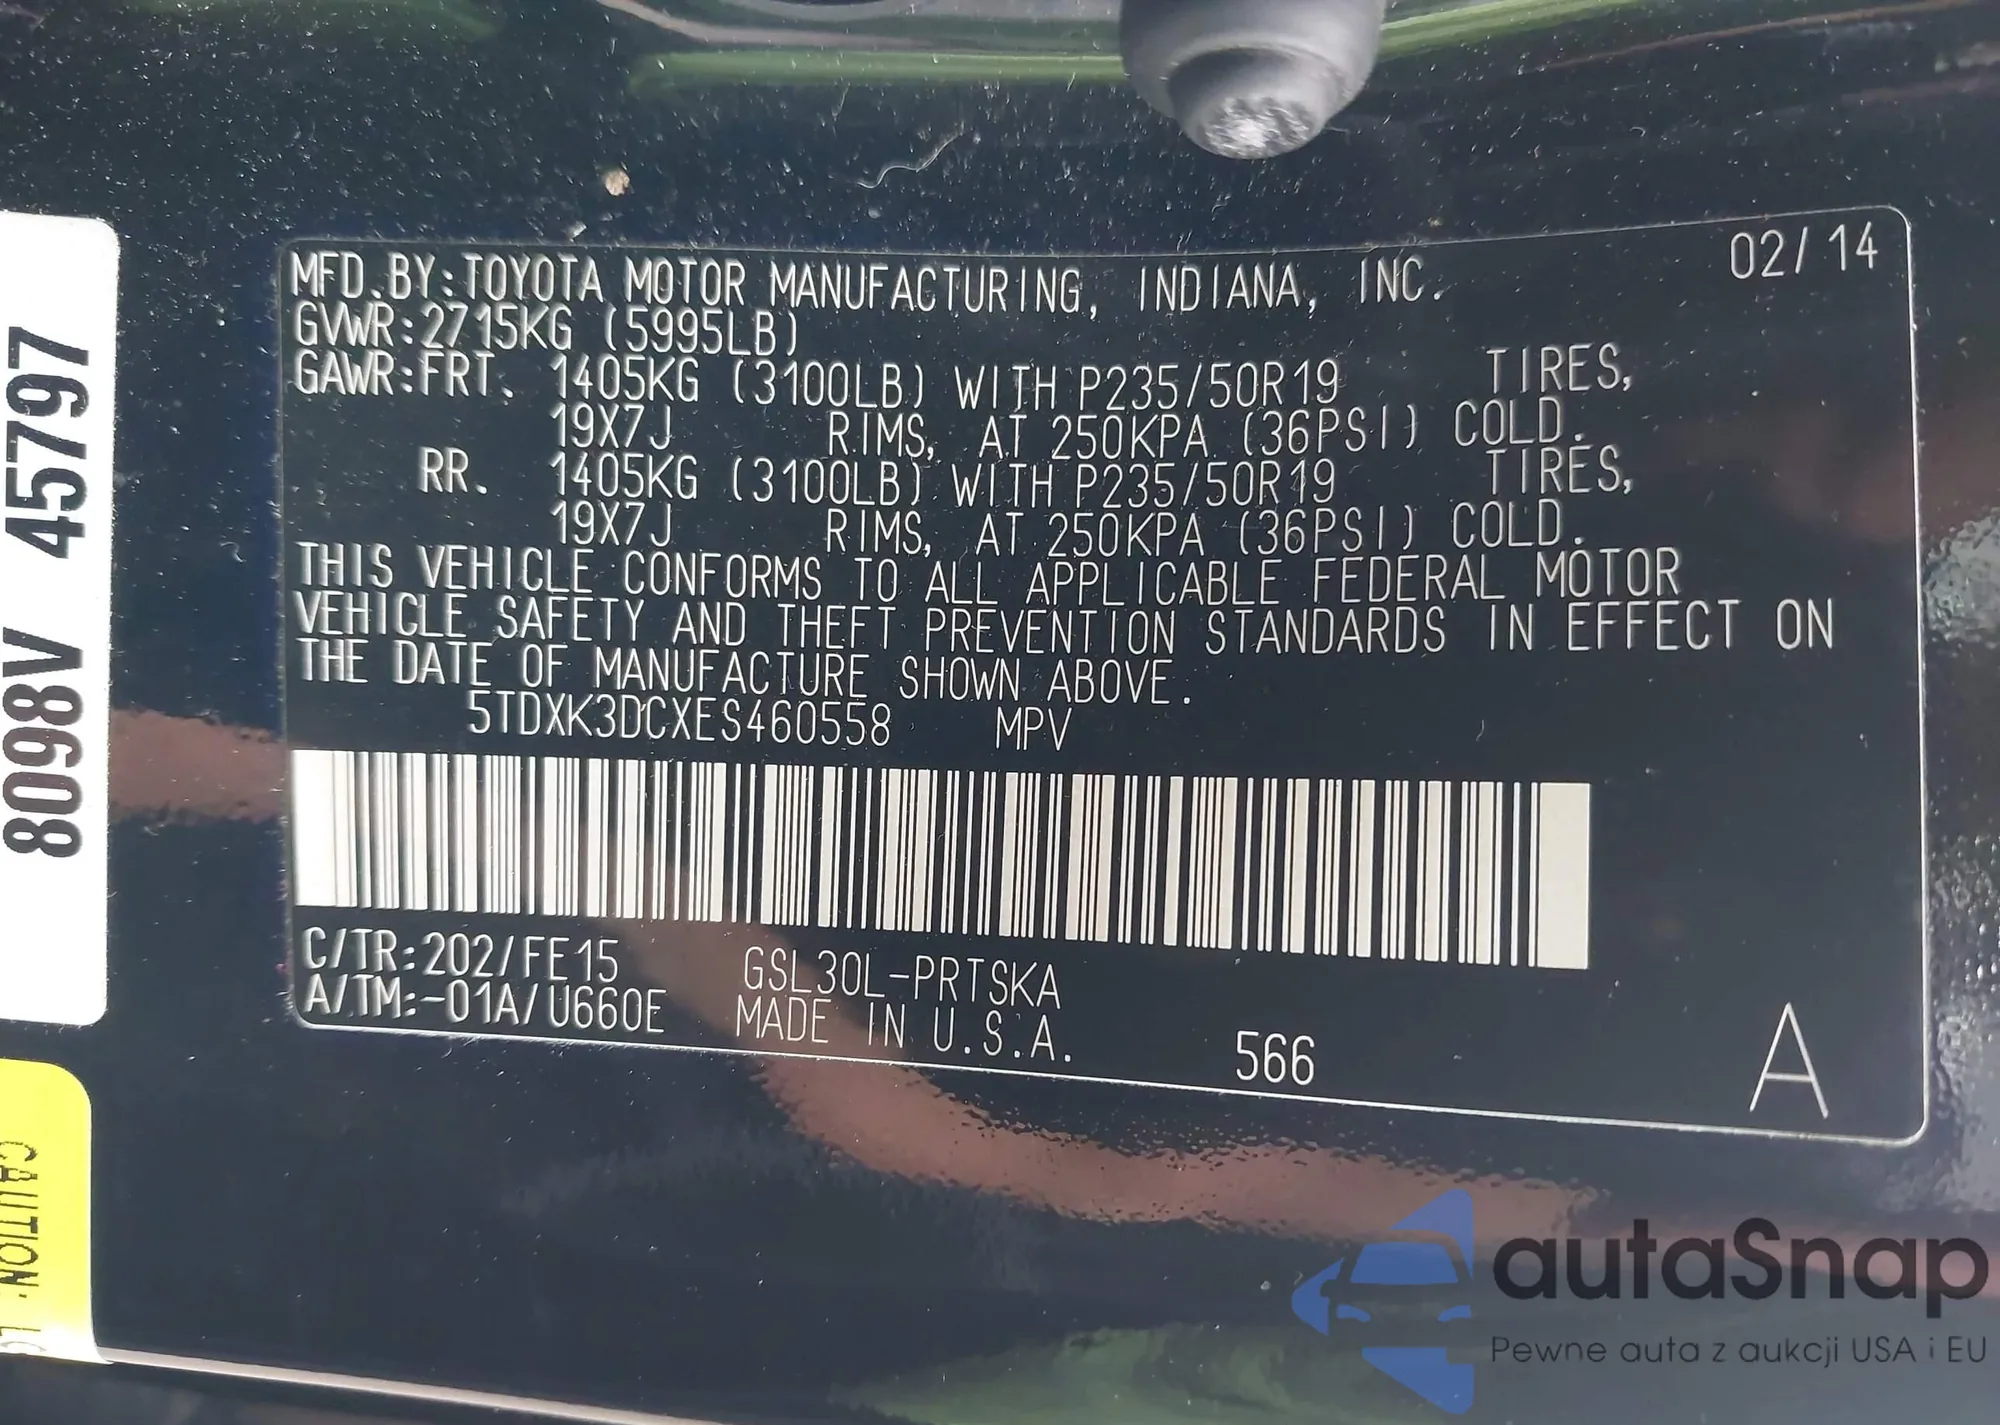 02/14
MFD.BY:TOYOTA MOTOR MANUFACTURING, INDIANA, INC.
GVWR:2715KG (5995LB)
GAWR:FRT. 1405KG (3100LB) WITH P235/50R19 TIRES,
19X7J RIMS, AT 250KPA (36PSI) COLD.
RR. 1405KG (3100LB) WITH P235/50R19 TIRES,
19X7J RIMS, AT 250KPA (36PSI) COLD.
THIS VEHICLE CONFORMS TO ALL APPLICABLE FEDERAL MOTOR
VEHICLE SAFETY AND THEFT PREVENTION STANDARDS IN EFFECT ON
THE DATE OF MANUFACTURE SHOWN ABOVE.
5TDXK3DCXES460558 MPV
C/TR:202/FE15 GSL30L-PRTSKA
A/TM:-01A/U660E MADE IN U.S.A.
566
A
8098V 45797
CAUTION:
autaSnap
Pewne auta z aukcji USA i EU